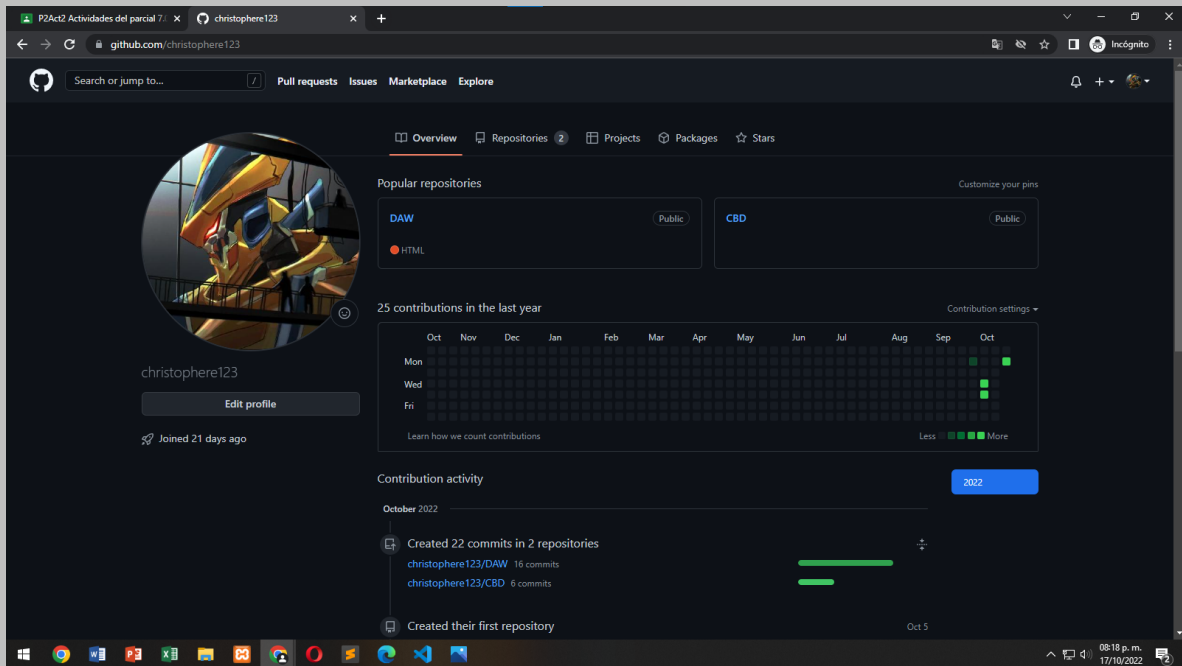 P2Act2 Actividades del parcial 7.
christophere123
github.com/christophere123
Incógnito
Search or jump to...
/
Pull requests
Issues
Marketplace
Explore
Overview
Repositories 2
Projects
Packages
Stars
Popular repositories
Customize your pins
DAW
Public
HTML
CBD
Public
25 contributions in the last year
Contribution settings
Oct Nov Dec Jan Feb Mar Apr May Jun Jul Aug Sep Oct
Mon
Wed
Fri
Learn how we count contributions
Less More
christophere123
Edit profile
Joined 21 days ago
Contribution activity
2022
October 2022
Created 22 commits in 2 repositories
christophere123/DAW 16 commits
christophere123/CBD 6 commits
Created their first repository
Oct 5
08:18 p. m.
17/10/2022
2